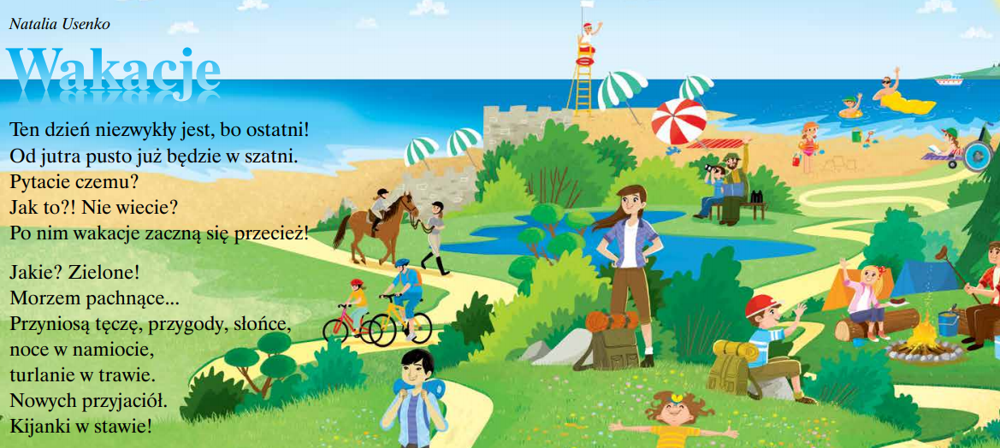 Natalia Usenko
Wakacje
Ten dzień niezwykły jest, bo ostatni!
Od jutra pusto już będzie w szatni.
Pytacie czemu?
Jak to?! Nie wiecie?
Po nim wakacje zaczną się przecież!
Jakie? Zielone!
Morzem pachnące...
Przyniosą tęczę, przygody, słońce,
noce w namiocie,
turlanie w trawie.
Nowych przyjaciół.
Kijanki w stawie!